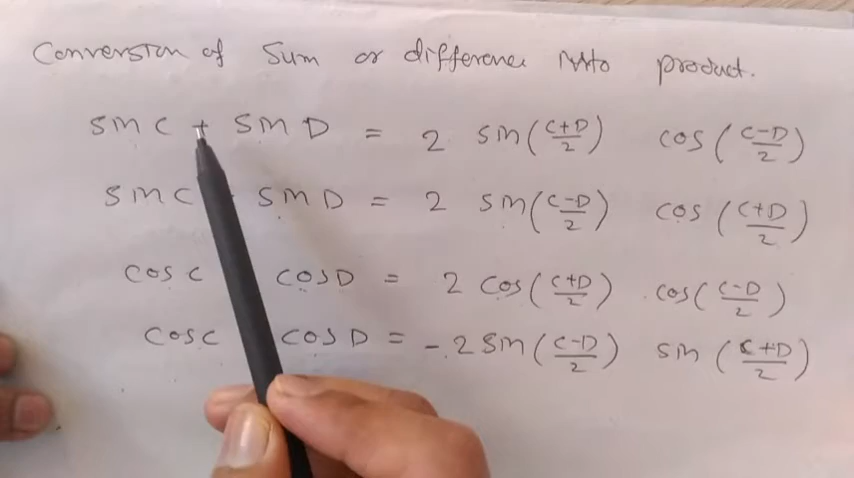 Conversion of Sum or difference into product.
sin C + sin D = 2 sin(C+D/2) cos(C-D/2)
sin C sin D = 2 sin(C-D/2) cos(C+D/2)
cos C cos D = 2 cos(C+D/2) cos(C-D/2)
cos C cos D = -2 sin(C-D/2) sin(C+D/2)